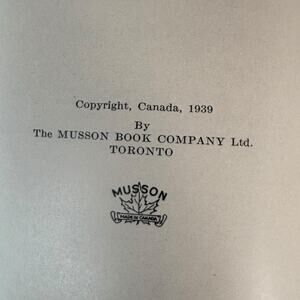 Copyright, Canada, 1939
By
The MUSSON BOOK COMPANY Ltd.
TORONTO
MUSSON
MADE IN CANADA